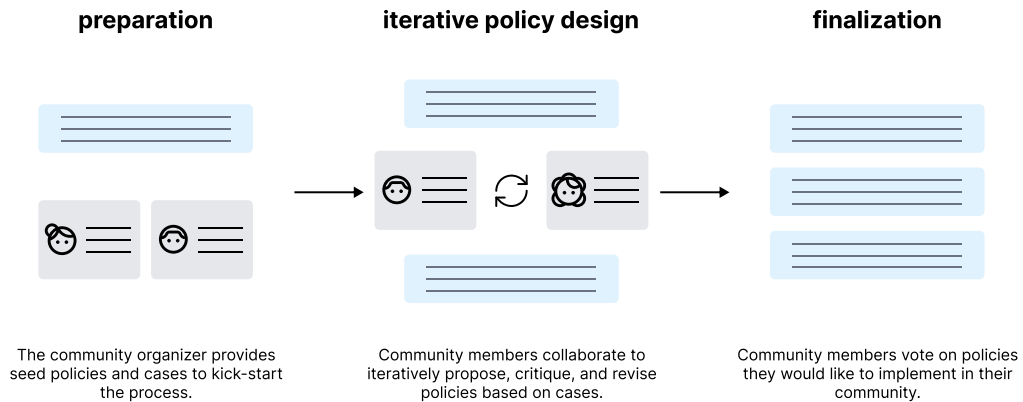 preparation
iterative policy design
finalization
The community organizer provides
seed policies and cases to kick-start
the process.
Community members collaborate to
iteratively propose, critique, and revise
policies based on cases.
Community members vote on policies
they would like to implement in their
community.